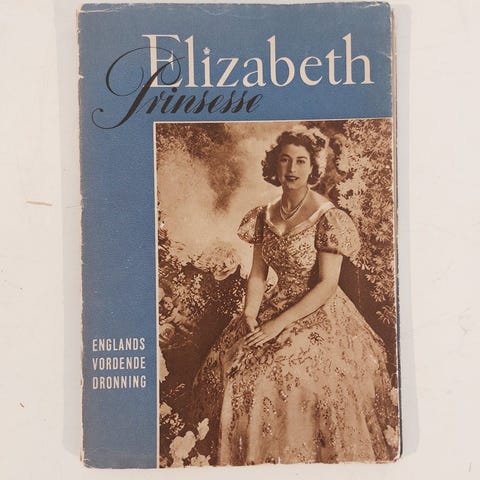 Elizabeth
Prinsesse
ENGLANDS
VORDENDE
DRONNING